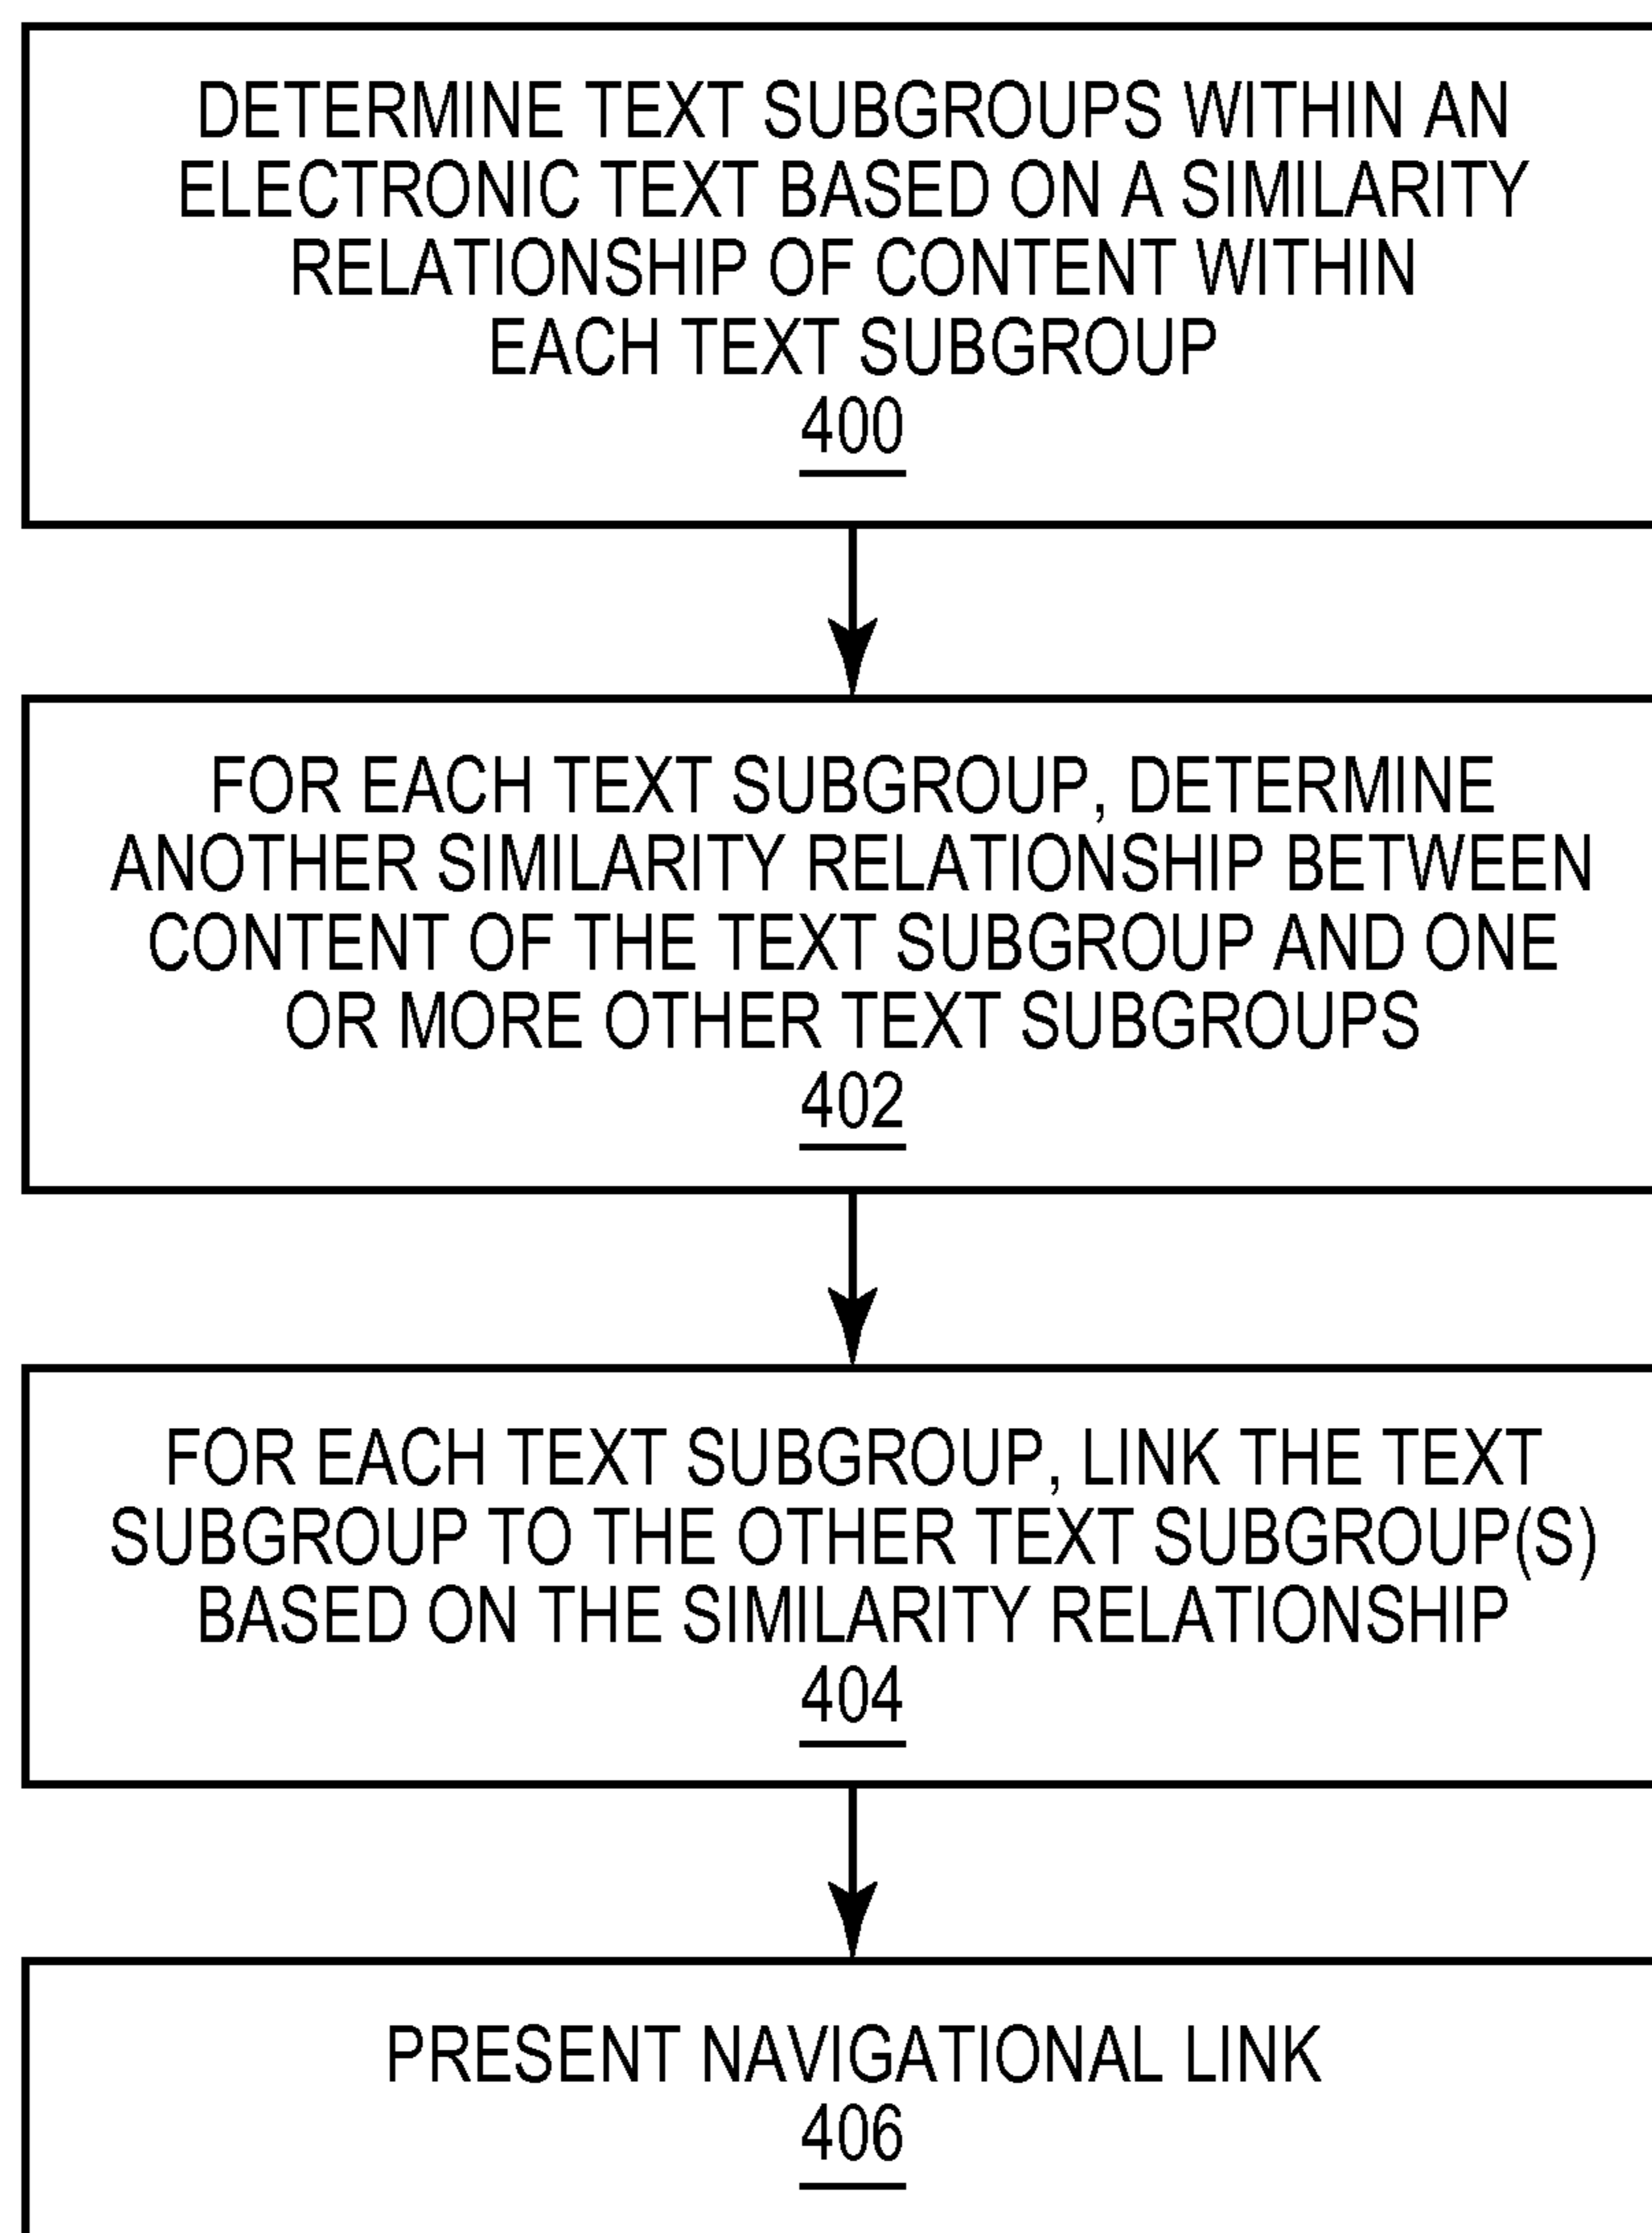 DETERMINE TEXT SUBGROUPS WITHIN AN
ELECTRONIC TEXT BASED ON A SIMILARITY
RELATIONSHIP OF CONTENT WITHIN
EACH TEXT SUBGROUP
400
FOR EACH TEXT SUBGROUP, DETERMINE
ANOTHER SIMILARITY RELATIONSHIP BETWEEN
CONTENT OF THE TEXT SUBGROUP AND ONE
OR MORE OTHER TEXT SUBGROUPS
402
FOR EACH TEXT SUBGROUP, LINK THE TEXT
SUBGROUP TO THE OTHER TEXT SUBGROUP(S)
BASED ON THE SIMILARITY RELATIONSHIP
404
PRESENT NAVIGATIONAL LINK
406